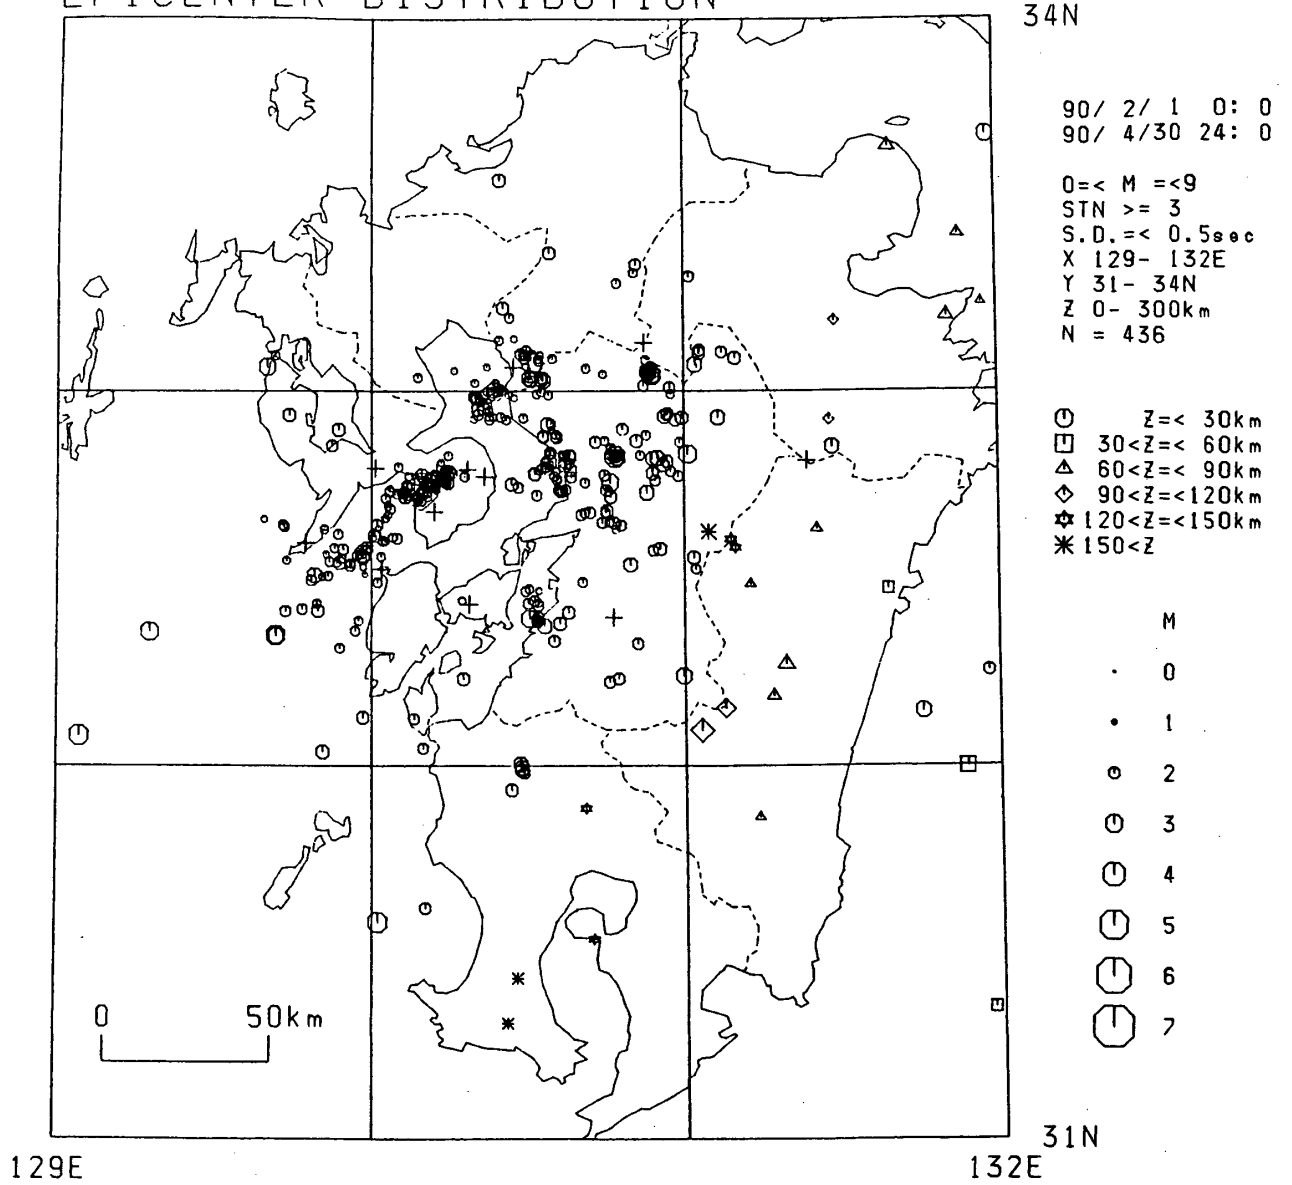 EPICENTER DISTRIBUTION
34N
90/ 2/ 1 0: 0
90/ 4/30 24: 0
0=< M =<9
STN >= 3
S.D.=< 0.5sec
X 129- 132E
Y 31- 34N
Z 0- 300km
N = 436
Z=< 30km
30<Z=< 60km
60<Z=< 90km
90<Z=<120km
120<Z=<150km
150<Z
M
0
1
2
3
4
5
6
7
0 50km
31N
129E 132E